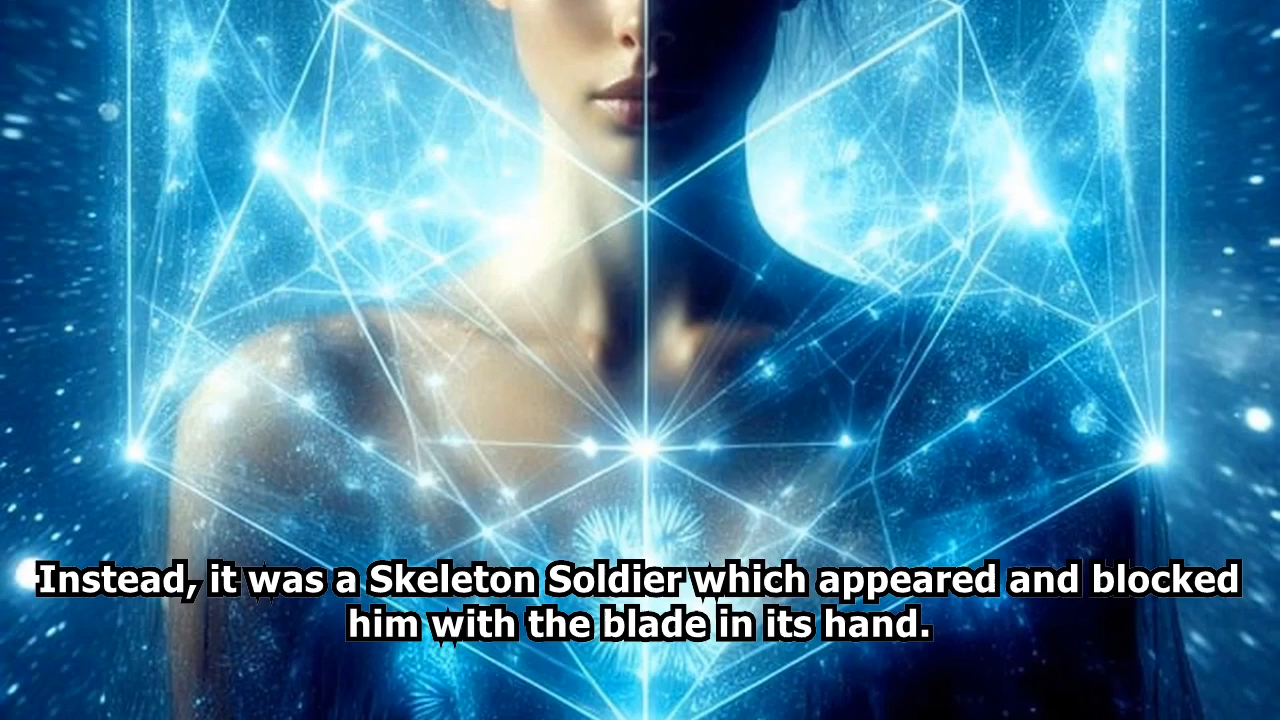 Instead, it was a Skeleton Soldier which appeared and blocked
him with the blade in its hand.